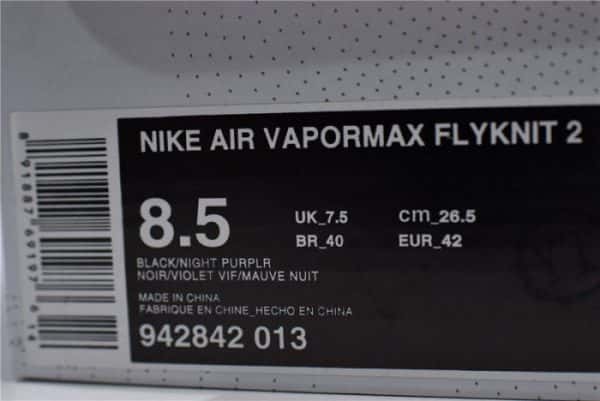 NIKE AIR VAPORMAX FLYKNIT 2
8.5
UK_7.5 cm_26.5
BR_40 EUR_42
BLACK/NIGHT PURPLR
NOIR/VIOLET VIF/MAUVE NUIT
MADE IN CHINA
FABRIQUE EN CHINE_HECHO EN CHINA
942842 013